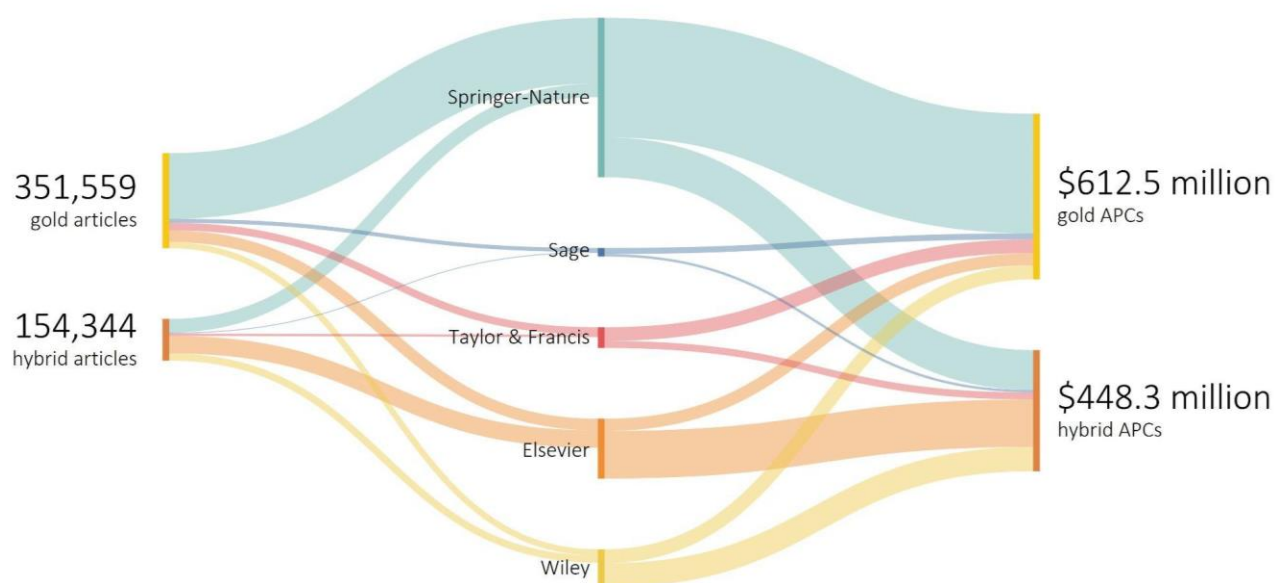 Springer-Nature
351,559
gold articles
$612.5 million
gold APCs
Sage
154,344
hybrid articles
Taylor & Francis
$448.3 million
hybrid APCs
Elsevier
Wiley